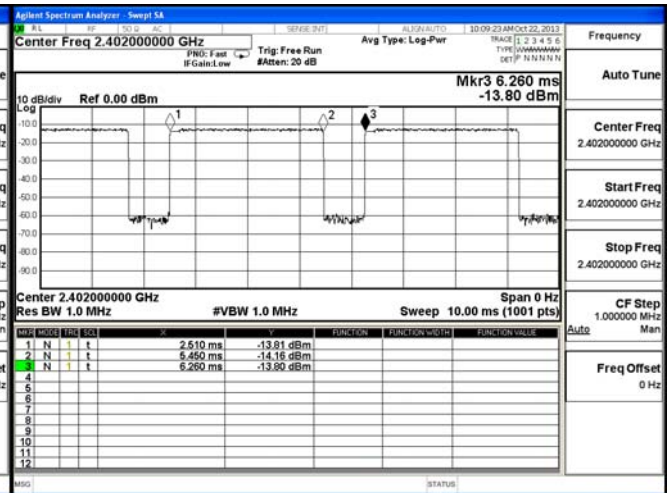 Agilent Spectrum Analyzer - Swept SA
RL RF 50 Ω AC SENSE:INT ALIGN AUTO 10:09:23 AM Oct 22, 2013
Center Freq 2.402000000 GHz
PNO: Fast
IFGain:Low
Trig: Free Run
#Atten: 20 dB
Avg Type: Log-Pwr
TRACE 1 2 3 4 5 6
TYPE
DET P N N N N N
Mkr3 6.260 ms
-13.80 dBm
10 dB/div Ref 0.00 dBm
Log
-10.0
-20.0
-30.0
-40.0
-50.0
-60.0
-70.0
-80.0
-90.0
1
2
3
Center 2.402000000 GHz Span 0 Hz
Res BW 1.0 MHz #VBW 1.0 MHz Sweep 10.00 ms (1001 pts)
MKR MODE TRC SCL X Y FUNCTION FUNCTION WIDTH FUNCTION VALUE
1 N 1 t 2.510 ms -13.81 dBm
2 N 1 t 5.450 ms -14.16 dBm
3 N 1 t 6.260 ms -13.80 dBm
4
5
6
7
8
9
10
11
12
MSG STATUS
Frequency
Auto Tune
Center Freq
2.402000000 GHz
Start Freq
2.402000000 GHz
Stop Freq
2.402000000 GHz
CF Step
1.000000 MHz
Auto Man
Freq Offset
0 Hz